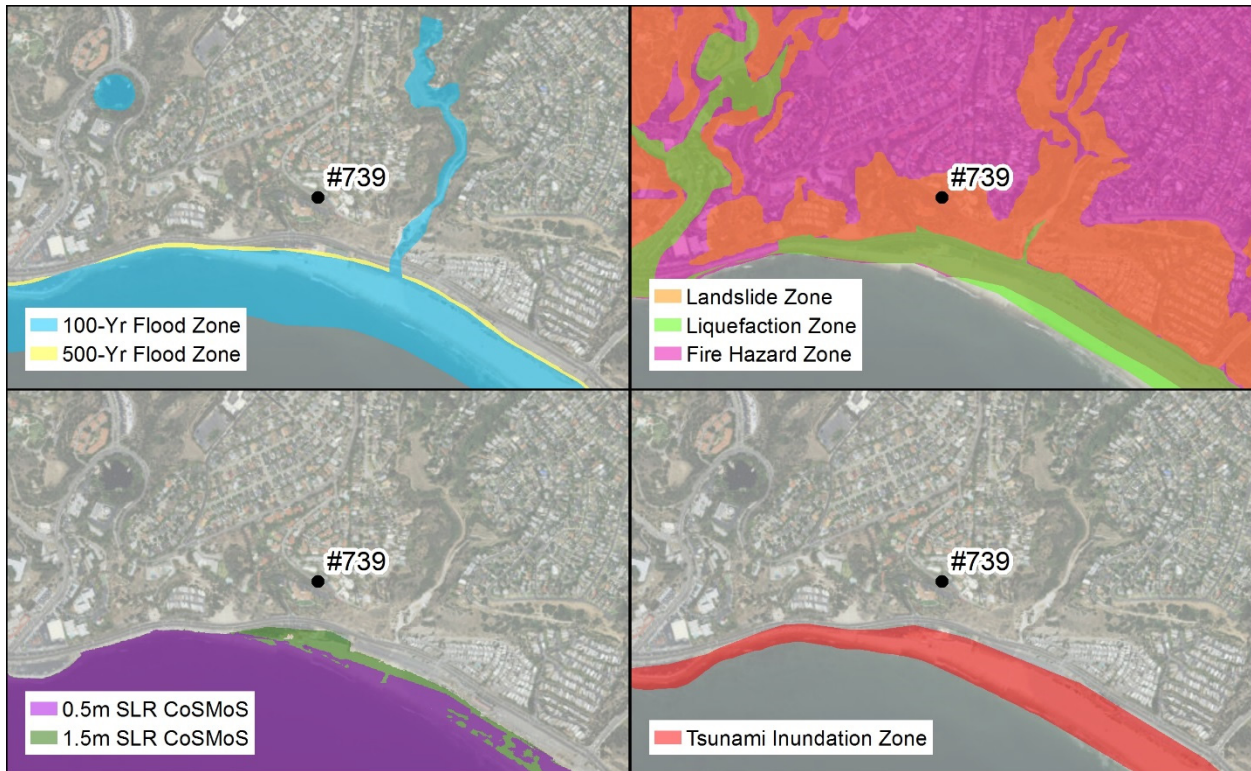 #739
100-Yr Flood Zone
500-Yr Flood Zone
#739
Landslide Zone
Liquefaction Zone
Fire Hazard Zone
#739
0.5m SLR CoSMoS
1.5m SLR CoSMoS
#739
Tsunami Inundation Zone